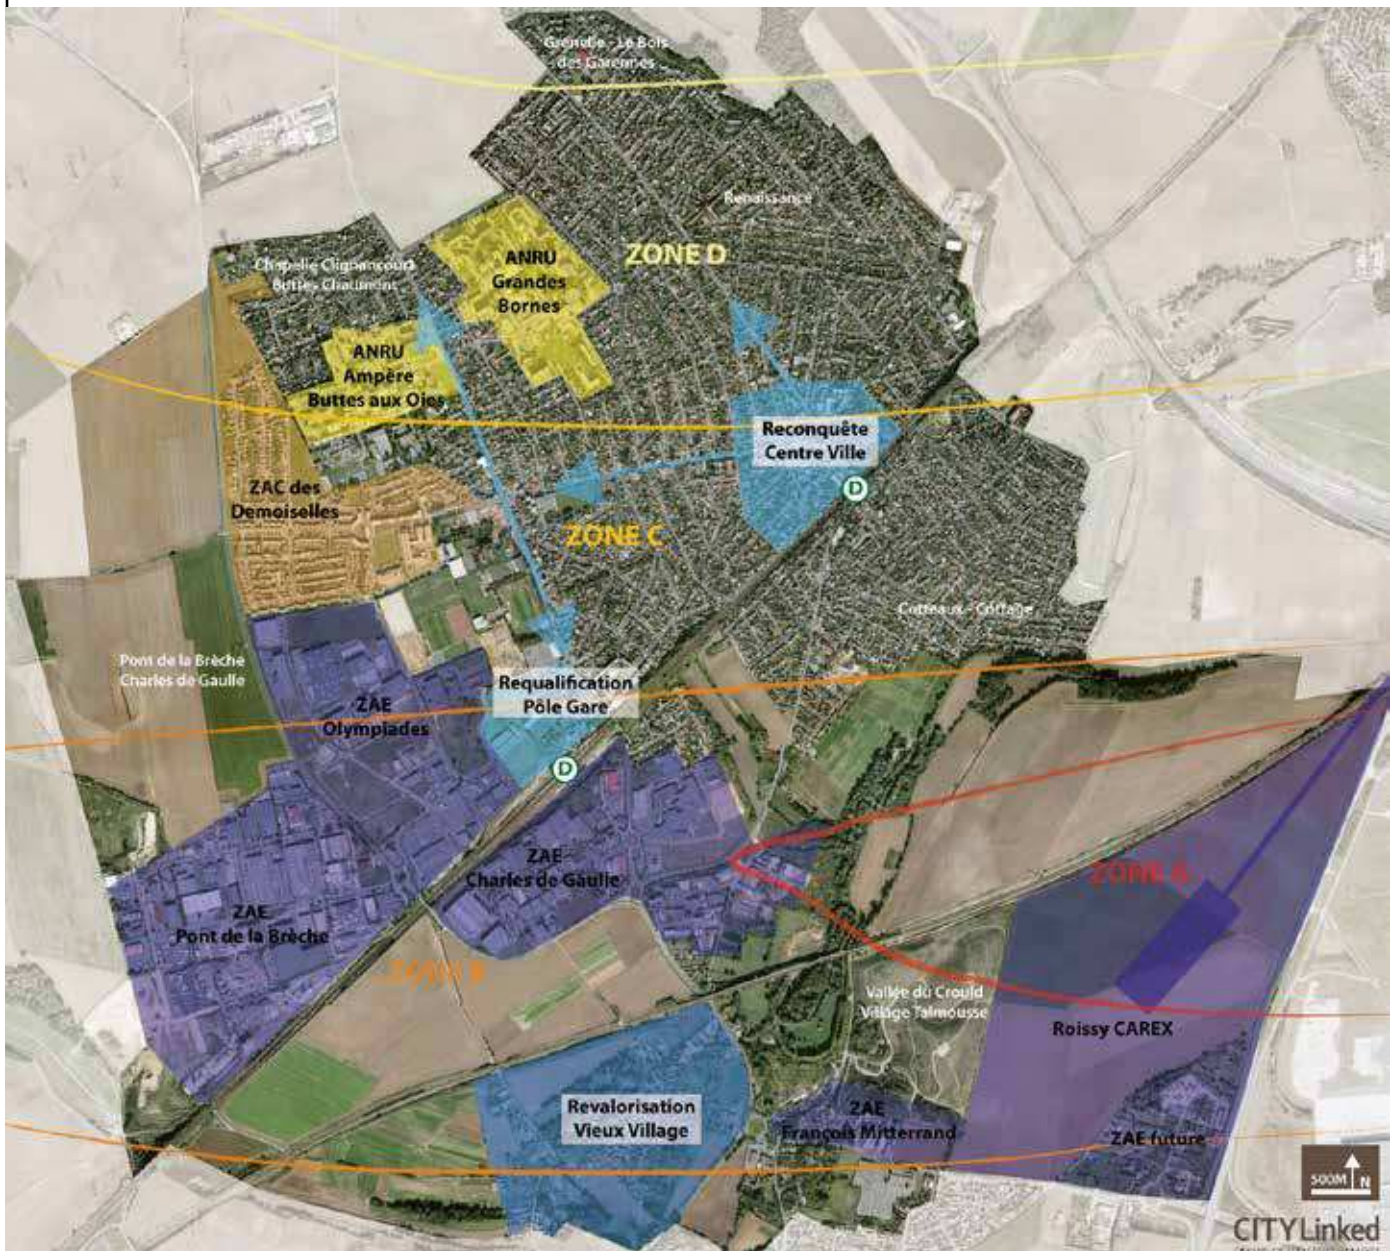 Grenelle - Le Bois
des Garennes
Renaissance
ZONE D
ANRU
Grandes
Bornes
Chapelle Clignancourt
Buttes - Chaumont
ANRU
Ampère
Buttes aux Oies
Reconquête
Centre Ville
D
ZAC des
Demoiselles
ZONE C
Cotteaux - Cottage
Pont de la Brèche
Charles de Gaulle
Requalification
Pôle Gare
ZAE
Olympiades
D
ZAE
Charles de Gaulle
ZONE A
ZAE
Pont de la Brèche
ZONE B
Vallée du Crould
Village Talmousse
Roissy CAREX
Revalorisation
Vieux Village
ZAE
François Mitterrand
ZAE future
500M N
CITYLinked